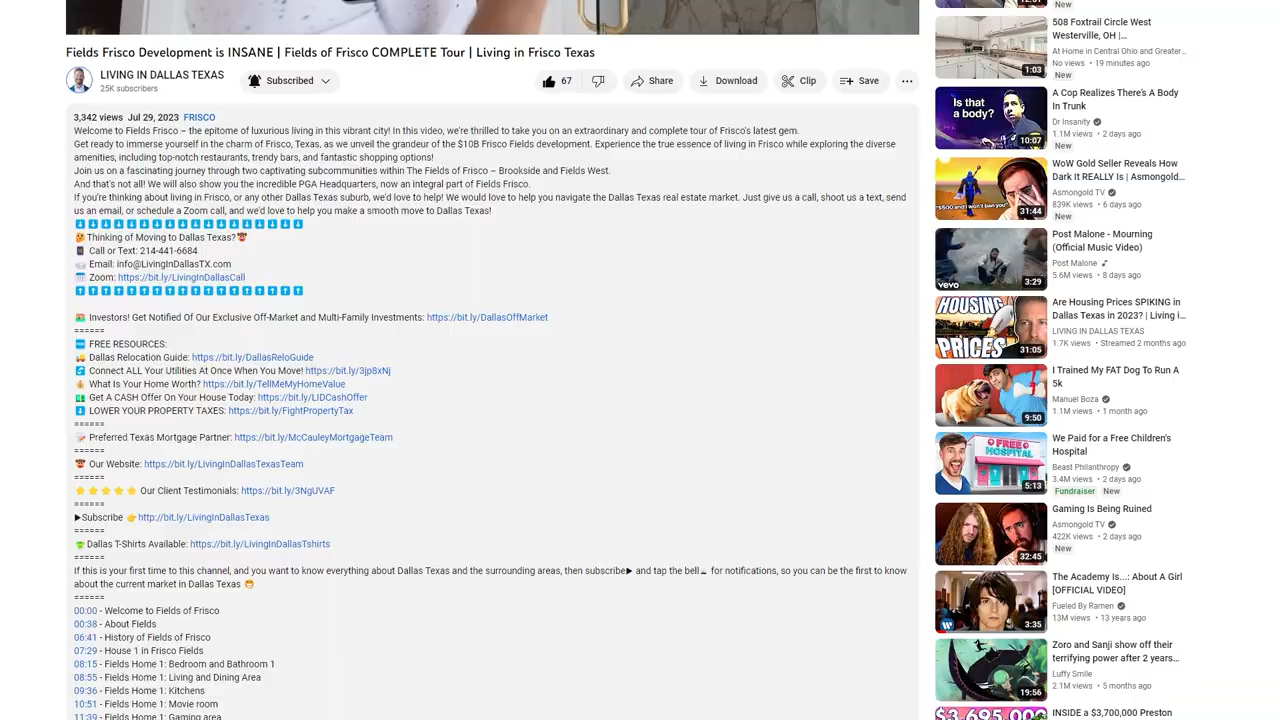 Fields Frisco Development is INSANE | Fields of Frisco COMPLETE Tour | Living in Frisco Texas
LIVING IN DALLAS TEXAS
25K subscribers
Subscribed
67
Share
Download
Clip
Save
3,342 views Jul 29, 2023 FRISCO
Welcome to Fields Frisco – the epitome of luxurious living in this vibrant city! In this video, we're thrilled to take you on an extraordinary and complete tour of Frisco's latest gem.
Get ready to immerse yourself in the charm of Frisco, Texas, as we unveil the grandeur of the $10B Frisco Fields development. Experience the true essence of living in Frisco while exploring the diverse
amenities, including top-notch restaurants, trendy bars, and fantastic shopping options!
Join us on a fascinating journey through two captivating subcommunities within The Fields of Frisco – Brookside and Fields West.
And that's not all! We will also show you the incredible PGA Headquarters, now an integral part of Fields Frisco.
If you're thinking about living in Frisco, or any other Dallas Texas suburb, we'd love to help! We would love to help you navigate the Dallas Texas real estate market. Just give us a call, shoot us a text, send
us an email, or schedule a Zoom call, and we'd love to help you make a smooth move to Dallas Texas!
Thinking of Moving to Dallas Texas?
Call or Text: 214-441-6684
Email: info@LivingInDallasTX.com
Zoom: https://bit.ly/LivingInDallasCall
Investors! Get Notified Of Our Exclusive Off-Market and Multi-Family Investments: https://bit.ly/DallasOffMarket
======
FREE RESOURCES:
Dallas Relocation Guide: https://bit.ly/DallasReloGuide
Connect ALL Your Utilities At Once When You Move! https://bit.ly/3jp8xNj
What Is Your Home Worth? https://bit.ly/TellMeMyHomeValue
Get A CASH Offer On Your House Today: https://bit.ly/LIDCashOffer
LOWER YOUR PROPERTY TAXES: https://bit.ly/FightPropertyTax
======
Preferred Texas Mortgage Partner: https://bit.ly/McCauleyMortgageTeam
======
Our Website: https://bit.ly/LivingInDallasTexasTeam
======
Our Client Testimonials: https://bit.ly/3NgUVAF
======
▶Subscribe 👉http://bit.ly/LivingInDallasTexas
======
Dallas T-Shirts Available: https://bit.ly/LivingInDallasTshirts
======
If this is your first time to this channel, and you want to know everything about Dallas Texas and the surrounding areas, then subscribe▶ and tap the bell for notifications, so you can be the first to know
about the current market in Dallas Texas
======
00:00 - Welcome to Fields of Frisco
00:38 - About Fields
06:41 - History of Fields of Frisco
07:29 - House 1 in Frisco Fields
08:15 - Fields Home 1: Bedroom and Bathroom 1
08:55 - Fields Home 1: Living and Dining Area
09:36 - Fields Home 1: Kitchens
10:51 - Fields Home 1: Movie room
11:39 - Fields Home 1: Gaming area
New
508 Foxtrail Circle West
Westerville, OH |...
At Home in Central Ohio and Greater...
No views • 19 minutes ago
New
1:03
Is that
a body?
10:07
A Cop Realizes There's A Body
In Trunk
Dr Insanity
1.1M views • 2 days ago
New
31:44
WoW Gold Seller Reveals How
Dark It REALLY Is | Asmongold...
Asmongold TV
839K views • 6 days ago
New
vevo
3:29
Post Malone - Mourning
(Official Music Video)
Post Malone
5.6M views • 8 days ago
HOUSING
PRICES
31:05
Are Housing Prices SPIKING in
Dallas Texas in 2023? | Living i...
LIVING IN DALLAS TEXAS
1.7K views • Streamed 2 months ago
9:50
I Trained My FAT Dog To Run A
5k
Manuel Boza
1.1M views • 1 month ago
FREE
HOSPITAL
5:13
We Paid for a Free Children's
Hospital
Beast Philanthropy
3.4M views • 2 days ago
Fundraiser New
32:45
Gaming Is Being Ruined
Asmongold TV
422K views • 2 days ago
New
3:35
The Academy Is...: About A Girl
[OFFICIAL VIDEO]
Fueled By Ramen
13M views • 13 years ago
19:56
Zoro and Sanji show off their
terrifying power after 2 years...
Luffy Smile
2.1M views • 5 months ago
INSIDE a $3,700,000 Preston